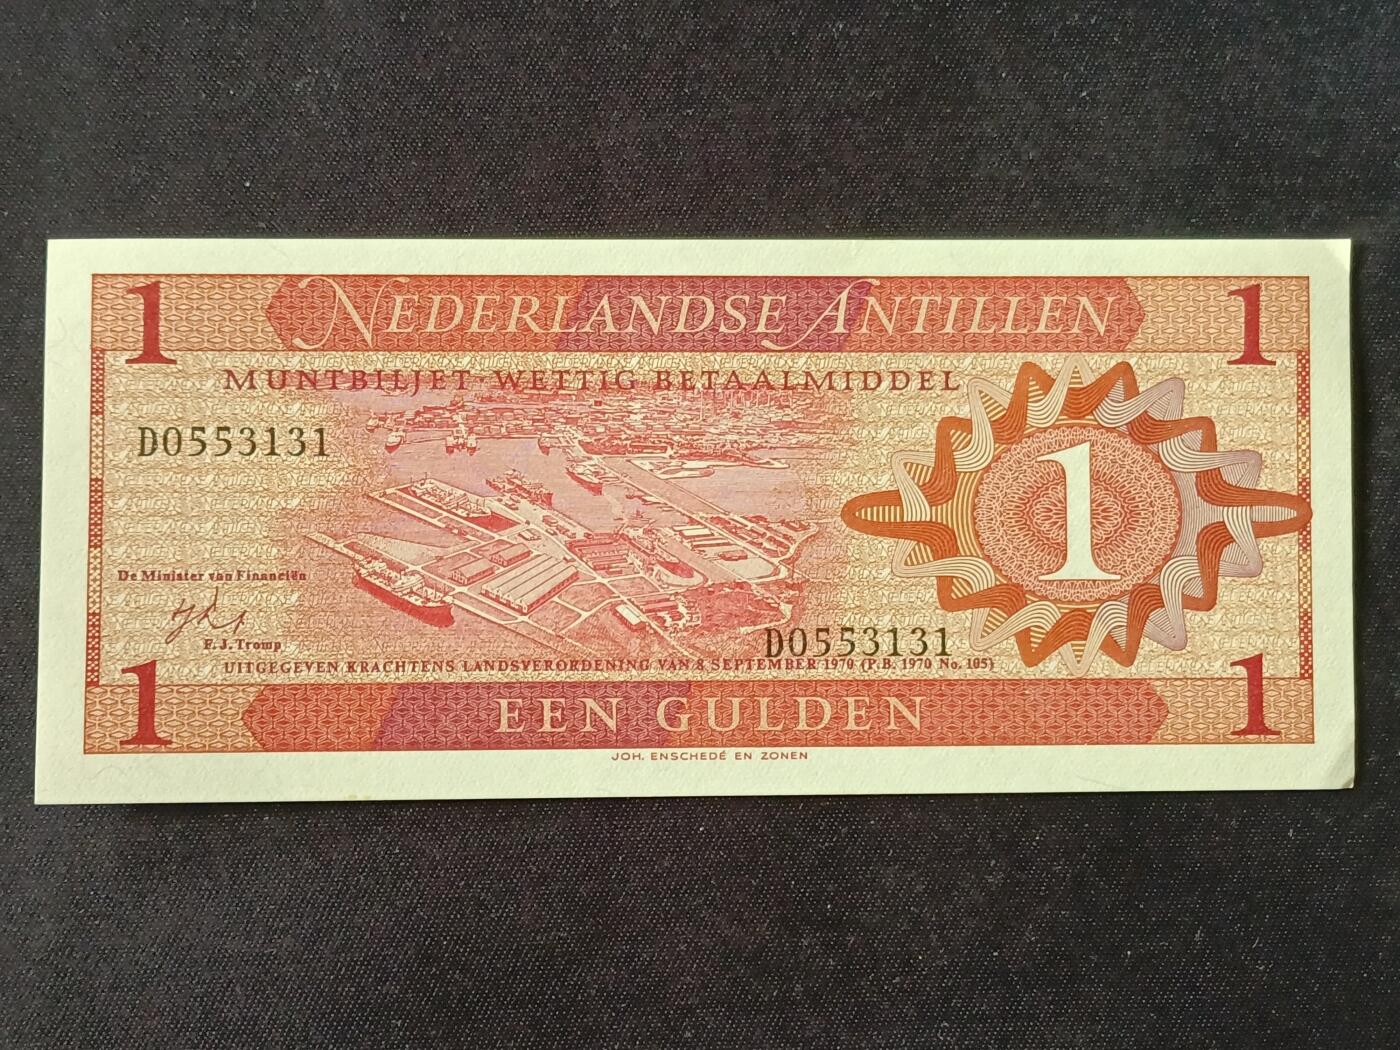 1 NEDERLANDSE ANTILLEN 1
MUNTBILJET-WETTIG BETAALMIDDEL
D0553131
1
De Minister van Financiën
F. J. Tromp
D0553131
UITGEGEVEN KRACHTENS LANDSVERORDENING VAN 8 SEPTEMBER 1970 (P.B. 1970 No. 105)
1 EEN GULDEN 1
JOH. ENSCHEDÉ EN ZONEN